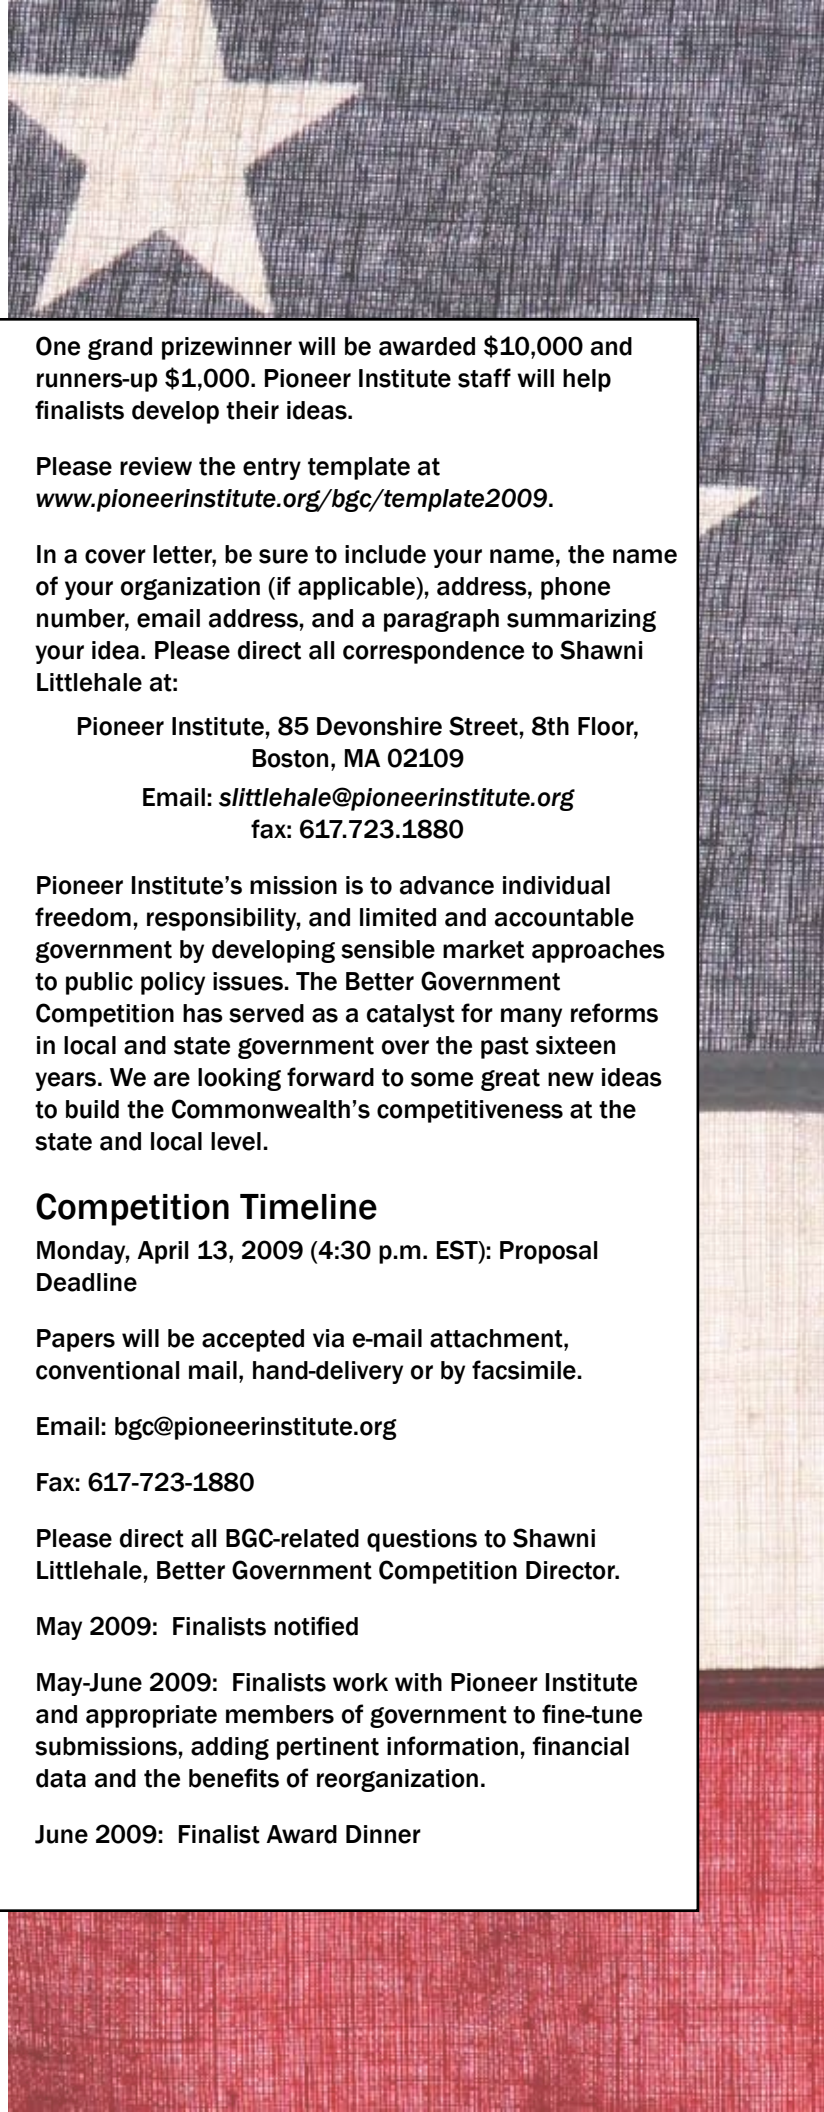 One grand prizewinner will be awarded $10,000 and
runners-up $1,000. Pioneer Institute staff will help
finalists develop their ideas.
Please review the entry template at
www.pioneerinstitute.org/bgc/template2009.
In a cover letter, be sure to include your name, the name
of your organization (if applicable), address, phone
number, email address, and a paragraph summarizing
your idea. Please direct all correspondence to Shawni
Littlehale at:
Pioneer Institute, 85 Devonshire Street, 8th Floor,
Boston, MA 02109
Email: slittlehale@pioneerinstitute.org
fax: 617.723.1880
Pioneer Institute’s mission is to advance individual
freedom, responsibility, and limited and accountable
government by developing sensible market approaches
to public policy issues. The Better Government
Competition has served as a catalyst for many reforms
in local and state government over the past sixteen
years. We are looking forward to some great new ideas
to build the Commonwealth’s competitiveness at the
state and local level.
Competition Timeline
Monday, April 13, 2009 (4:30 p.m. EST): Proposal
Deadline
Papers will be accepted via e-mail attachment,
conventional mail, hand-delivery or by facsimile.
Email: bgc@pioneerinstitute.org
Fax: 617-723-1880
Please direct all BGC-related questions to Shawni
Littlehale, Better Government Competition Director.
May 2009:  Finalists notified
May-June 2009:  Finalists work with Pioneer Institute
and appropriate members of government to fine-tune
submissions, adding pertinent information, financial
data and the benefits of reorganization.
June 2009:  Finalist Award Dinner